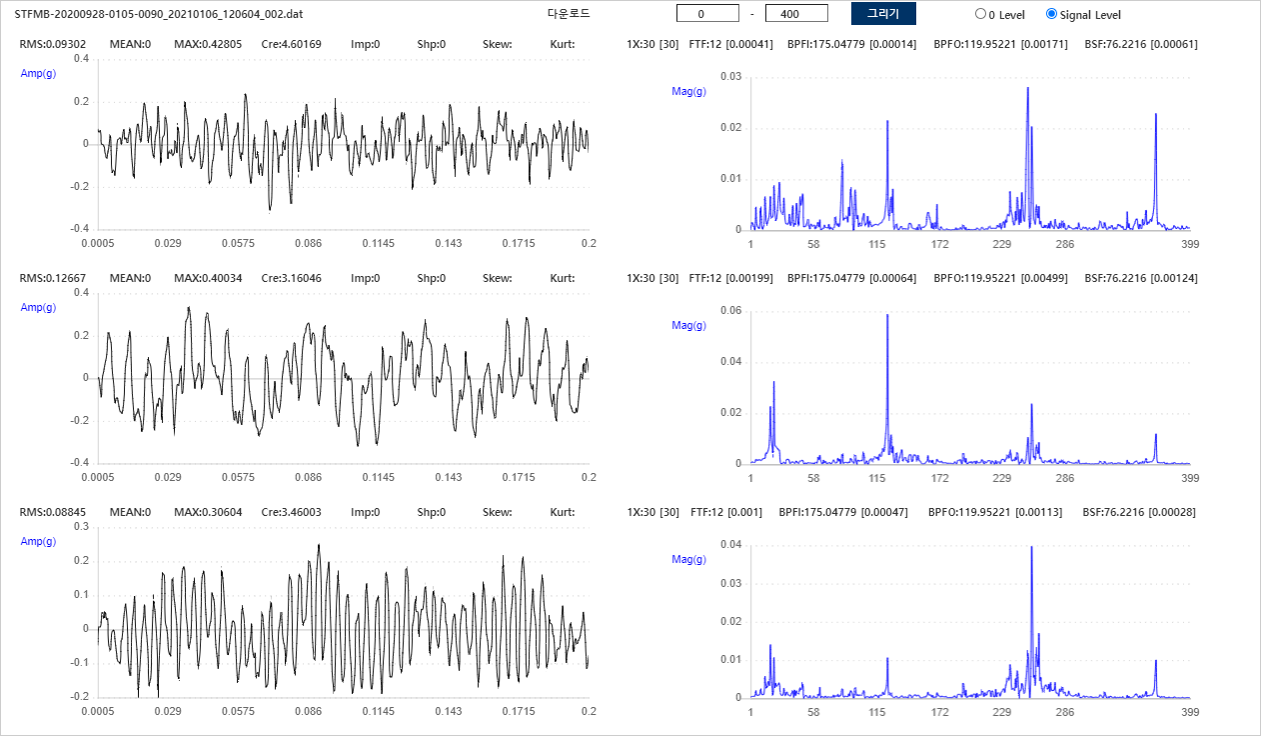 STFMB-20200928-0105-0090_20210106_120604_002.dat 다운로드 0 - 400 그리기 0 Level Signal Level
RMS:0.09302 MEAN:0 MAX:0.42805 Cre:4.60169 Imp:0 Shp:0 Skew: Kurt:
1X:30 [30] FTF:12 [0.00041] BPFI:175.04779 [0.00014] BPFO:119.95221 [0.00171] BSF:76.2216 [0.00061]
Amp(g)
0.4
0.2
0
-0.2
-0.4
0.0005 0.029 0.0575 0.086 0.1145 0.143 0.1715 0.2
Mag(g)
0.03
0.02
0.01
0
1 58 115 172 229 286 399
RMS:0.12667 MEAN:0 MAX:0.40034 Cre:3.16046 Imp:0 Shp:0 Skew: Kurt:
1X:30 [30] FTF:12 [0.00199] BPFI:175.04779 [0.00064] BPFO:119.95221 [0.00499] BSF:76.2216 [0.00124]
Amp(g)
0.4
0.2
0
-0.2
-0.4
0.0005 0.029 0.0575 0.086 0.1145 0.143 0.1715 0.2
Mag(g)
0.06
0.04
0.02
0
1 58 115 172 229 286 399
RMS:0.08845 MEAN:0 MAX:0.30604 Cre:3.46003 Imp:0 Shp:0 Skew: Kurt:
1X:30 [30] FTF:12 [0.001] BPFI:175.04779 [0.00047] BPFO:119.95221 [0.00113] BSF:76.2216 [0.00028]
Amp(g)
0.3
0.2
0.1
0
-0.1
-0.2
0.0005 0.029 0.0575 0.086 0.1145 0.143 0.1715 0.2
Mag(g)
0.04
0.03
0.02
0.01
0
1 58 115 172 229 286 399